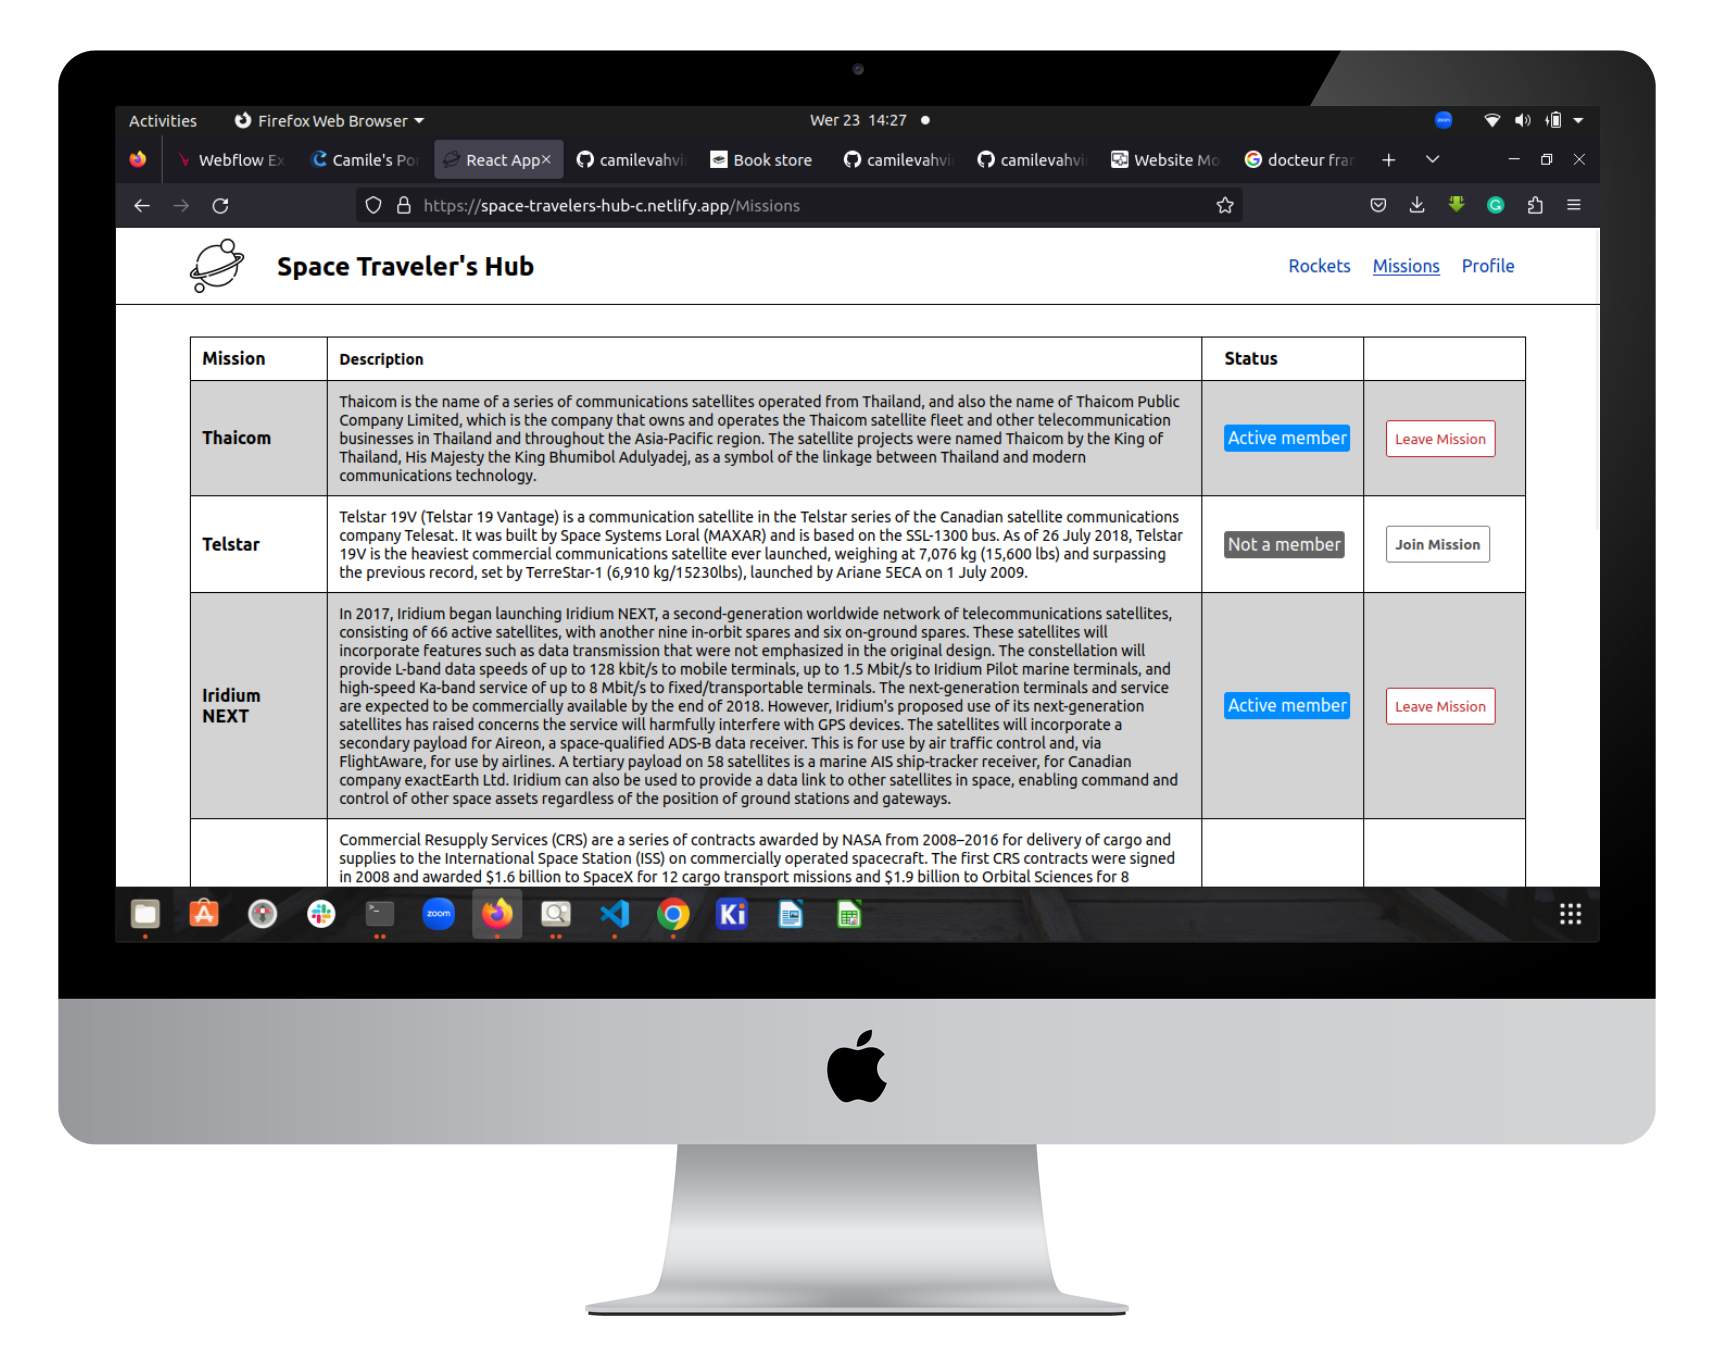 Activities Firefox Web Browser Wer 23 14:27
Webflow Ex Camile's Por React App× camilevahvi Book store camilevahvi camilevahvi Website Mo docteur fran
https://space-travelers-hub-c.netlify.app/Missions
Space Traveler's Hub Rockets Missions Profile
Mission Description Status
Thaicom is the name of a series of communications satellites operated from Thailand, and also the name of Thaicom Public
Company Limited, which is the company that owns and operates the Thaicom satellite fleet and other telecommunication
Thaicom businesses in Thailand and throughout the Asia-Pacific region. The satellite projects were named Thaicom by the King of Active member Leave Mission
Thailand, His Majesty the King Bhumibol Adulyadej, as a symbol of the linkage between Thailand and modern
communications technology.
Telstar 19V (Telstar 19 Vantage) is a communication satellite in the Telstar series of the Canadian satellite communications
company Telesat. It was built by Space Systems Loral (MAXAR) and is based on the SSL-1300 bus. As of 26 July 2018, Telstar
Telstar 19V is the heaviest commercial communications satellite ever launched, weighing at 7,076 kg (15,600 lbs) and surpassing Not a member Join Mission
the previous record, set by TerreStar-1 (6,910 kg/15230lbs), launched by Ariane 5ECA on 1 July 2009.
In 2017, Iridium began launching Iridium NEXT, a second-generation worldwide network of telecommunications satellites,
consisting of 66 active satellites, with another nine in-orbit spares and six on-ground spares. These satellites will
incorporate features such as data transmission that were not emphasized in the original design. The constellation will
provide L-band data speeds of up to 128 kbit/s to mobile terminals, up to 1.5 Mbit/s to Iridium Pilot marine terminals, and
Iridium high-speed Ka-band service of up to 8 Mbit/s to fixed/transportable terminals. The next-generation terminals and service
NEXT are expected to be commercially available by the end of 2018. However, Iridium's proposed use of its next-generation Active member Leave Mission
satellites has raised concerns the service will harmfully interfere with GPS devices. The satellites will incorporate a
secondary payload for Aireon, a space-qualified ADS-B data receiver. This is for use by air traffic control and, via
FlightAware, for use by airlines. A tertiary payload on 58 satellites is a marine AIS ship-tracker receiver, for Canadian
company exactEarth Ltd. Iridium can also be used to provide a data link to other satellites in space, enabling command and
control of other space assets regardless of the position of ground stations and gateways.
Commercial Resupply Services (CRS) are a series of contracts awarded by NASA from 2008–2016 for delivery of cargo and
supplies to the International Space Station (ISS) on commercially operated spacecraft. The first CRS contracts were signed
in 2008 and awarded $1.6 billion to SpaceX for 12 cargo transport missions and $1.9 billion to Orbital Sciences for 8
zoom Ki